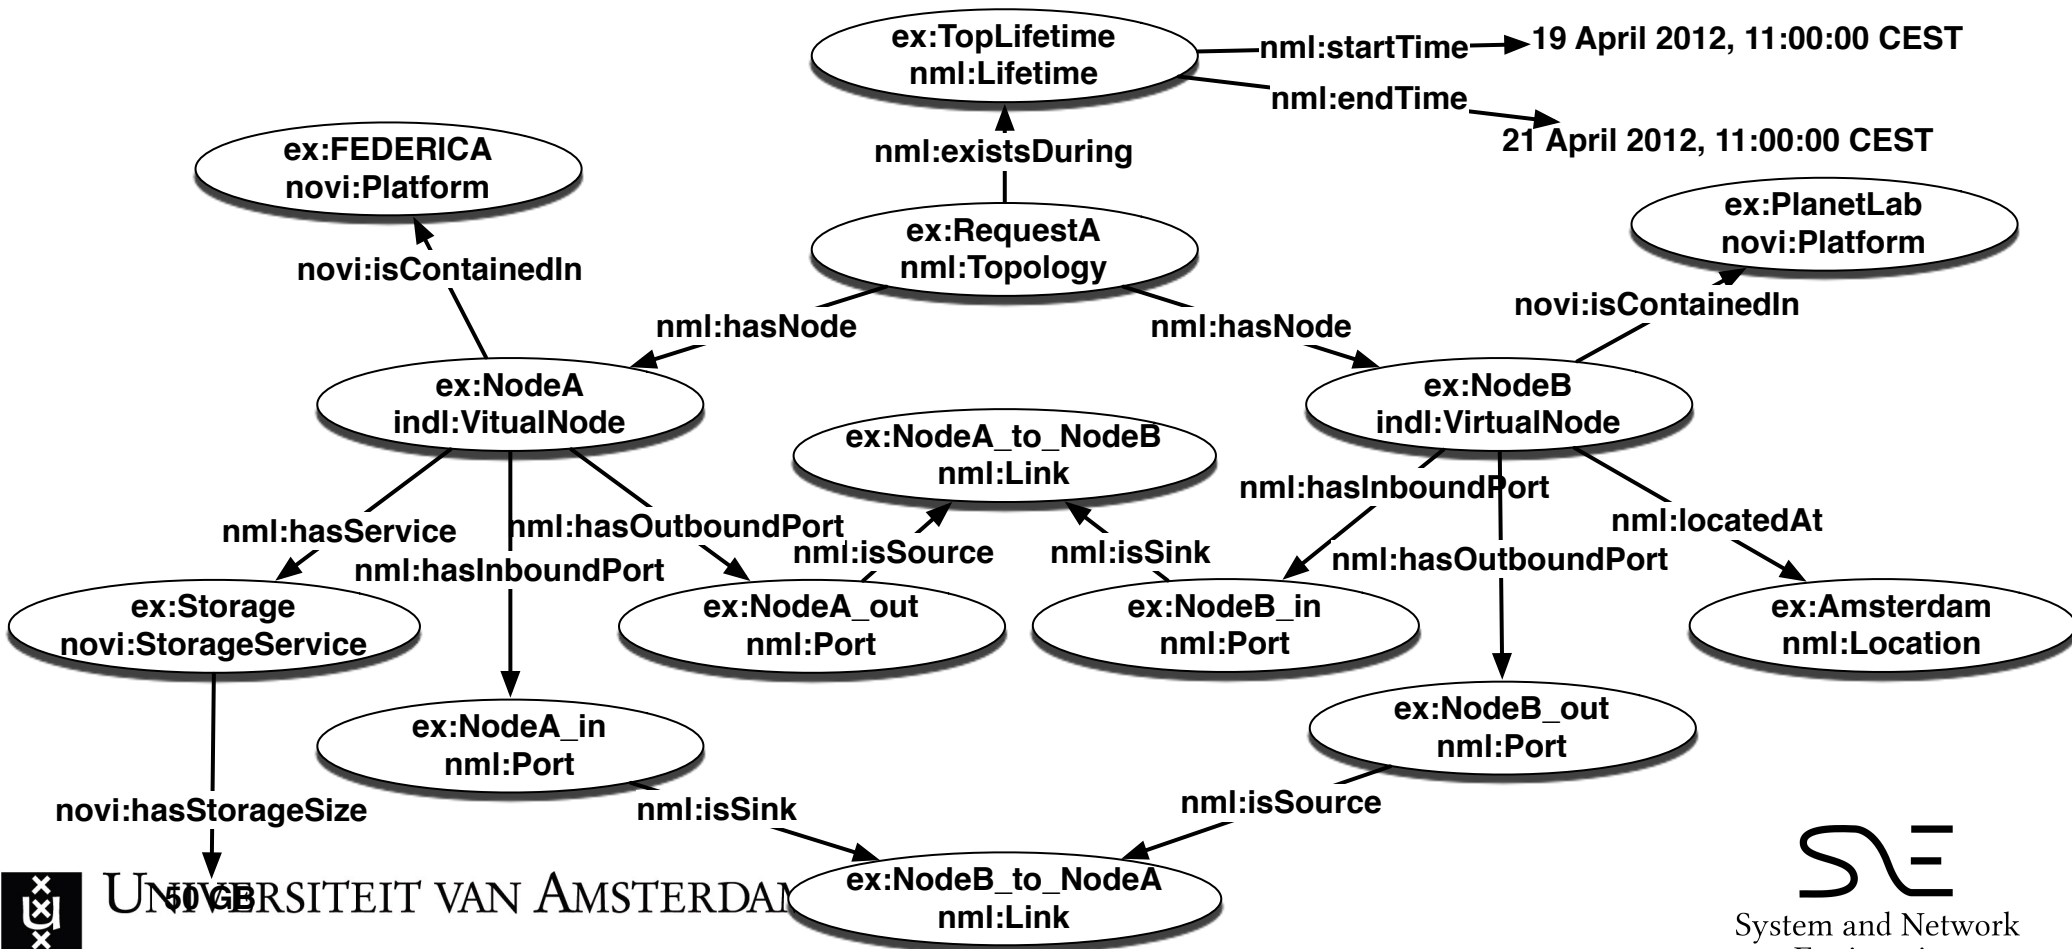 ex:TopLifetime
nml:Lifetime
nml:startTime
19 April 2012, 11:00:00 CEST
nml:endTime
21 April 2012, 11:00:00 CEST
nml:existsDuring
ex:FEDERICA
novi:Platform
ex:PlanetLab
novi:Platform
ex:RequestA
nml:Topology
novi:isContainedIn
novi:isContainedIn
nml:hasNode
nml:hasNode
ex:NodeA
indl:VitualNode
ex:NodeB
indl:VirtualNode
ex:NodeA_to_NodeB
nml:Link
nml:hasInboundPort
nml:hasService
nml:hasOutboundPort
nml:locatedAt
nml:isSource
nml:isSink
nml:hasOutboundPort
nml:hasInboundPort
ex:Storage
novi:StorageService
ex:NodeA_out
nml:Port
ex:NodeB_in
nml:Port
ex:Amsterdam
nml:Location
ex:NodeA_in
nml:Port
ex:NodeB_out
nml:Port
novi:hasStorageSize
nml:isSink
nml:isSource
50 GB
UNIVERSITEIT VAN AMSTERDAM
ex:NodeB_to_NodeA
nml:Link
System and Network